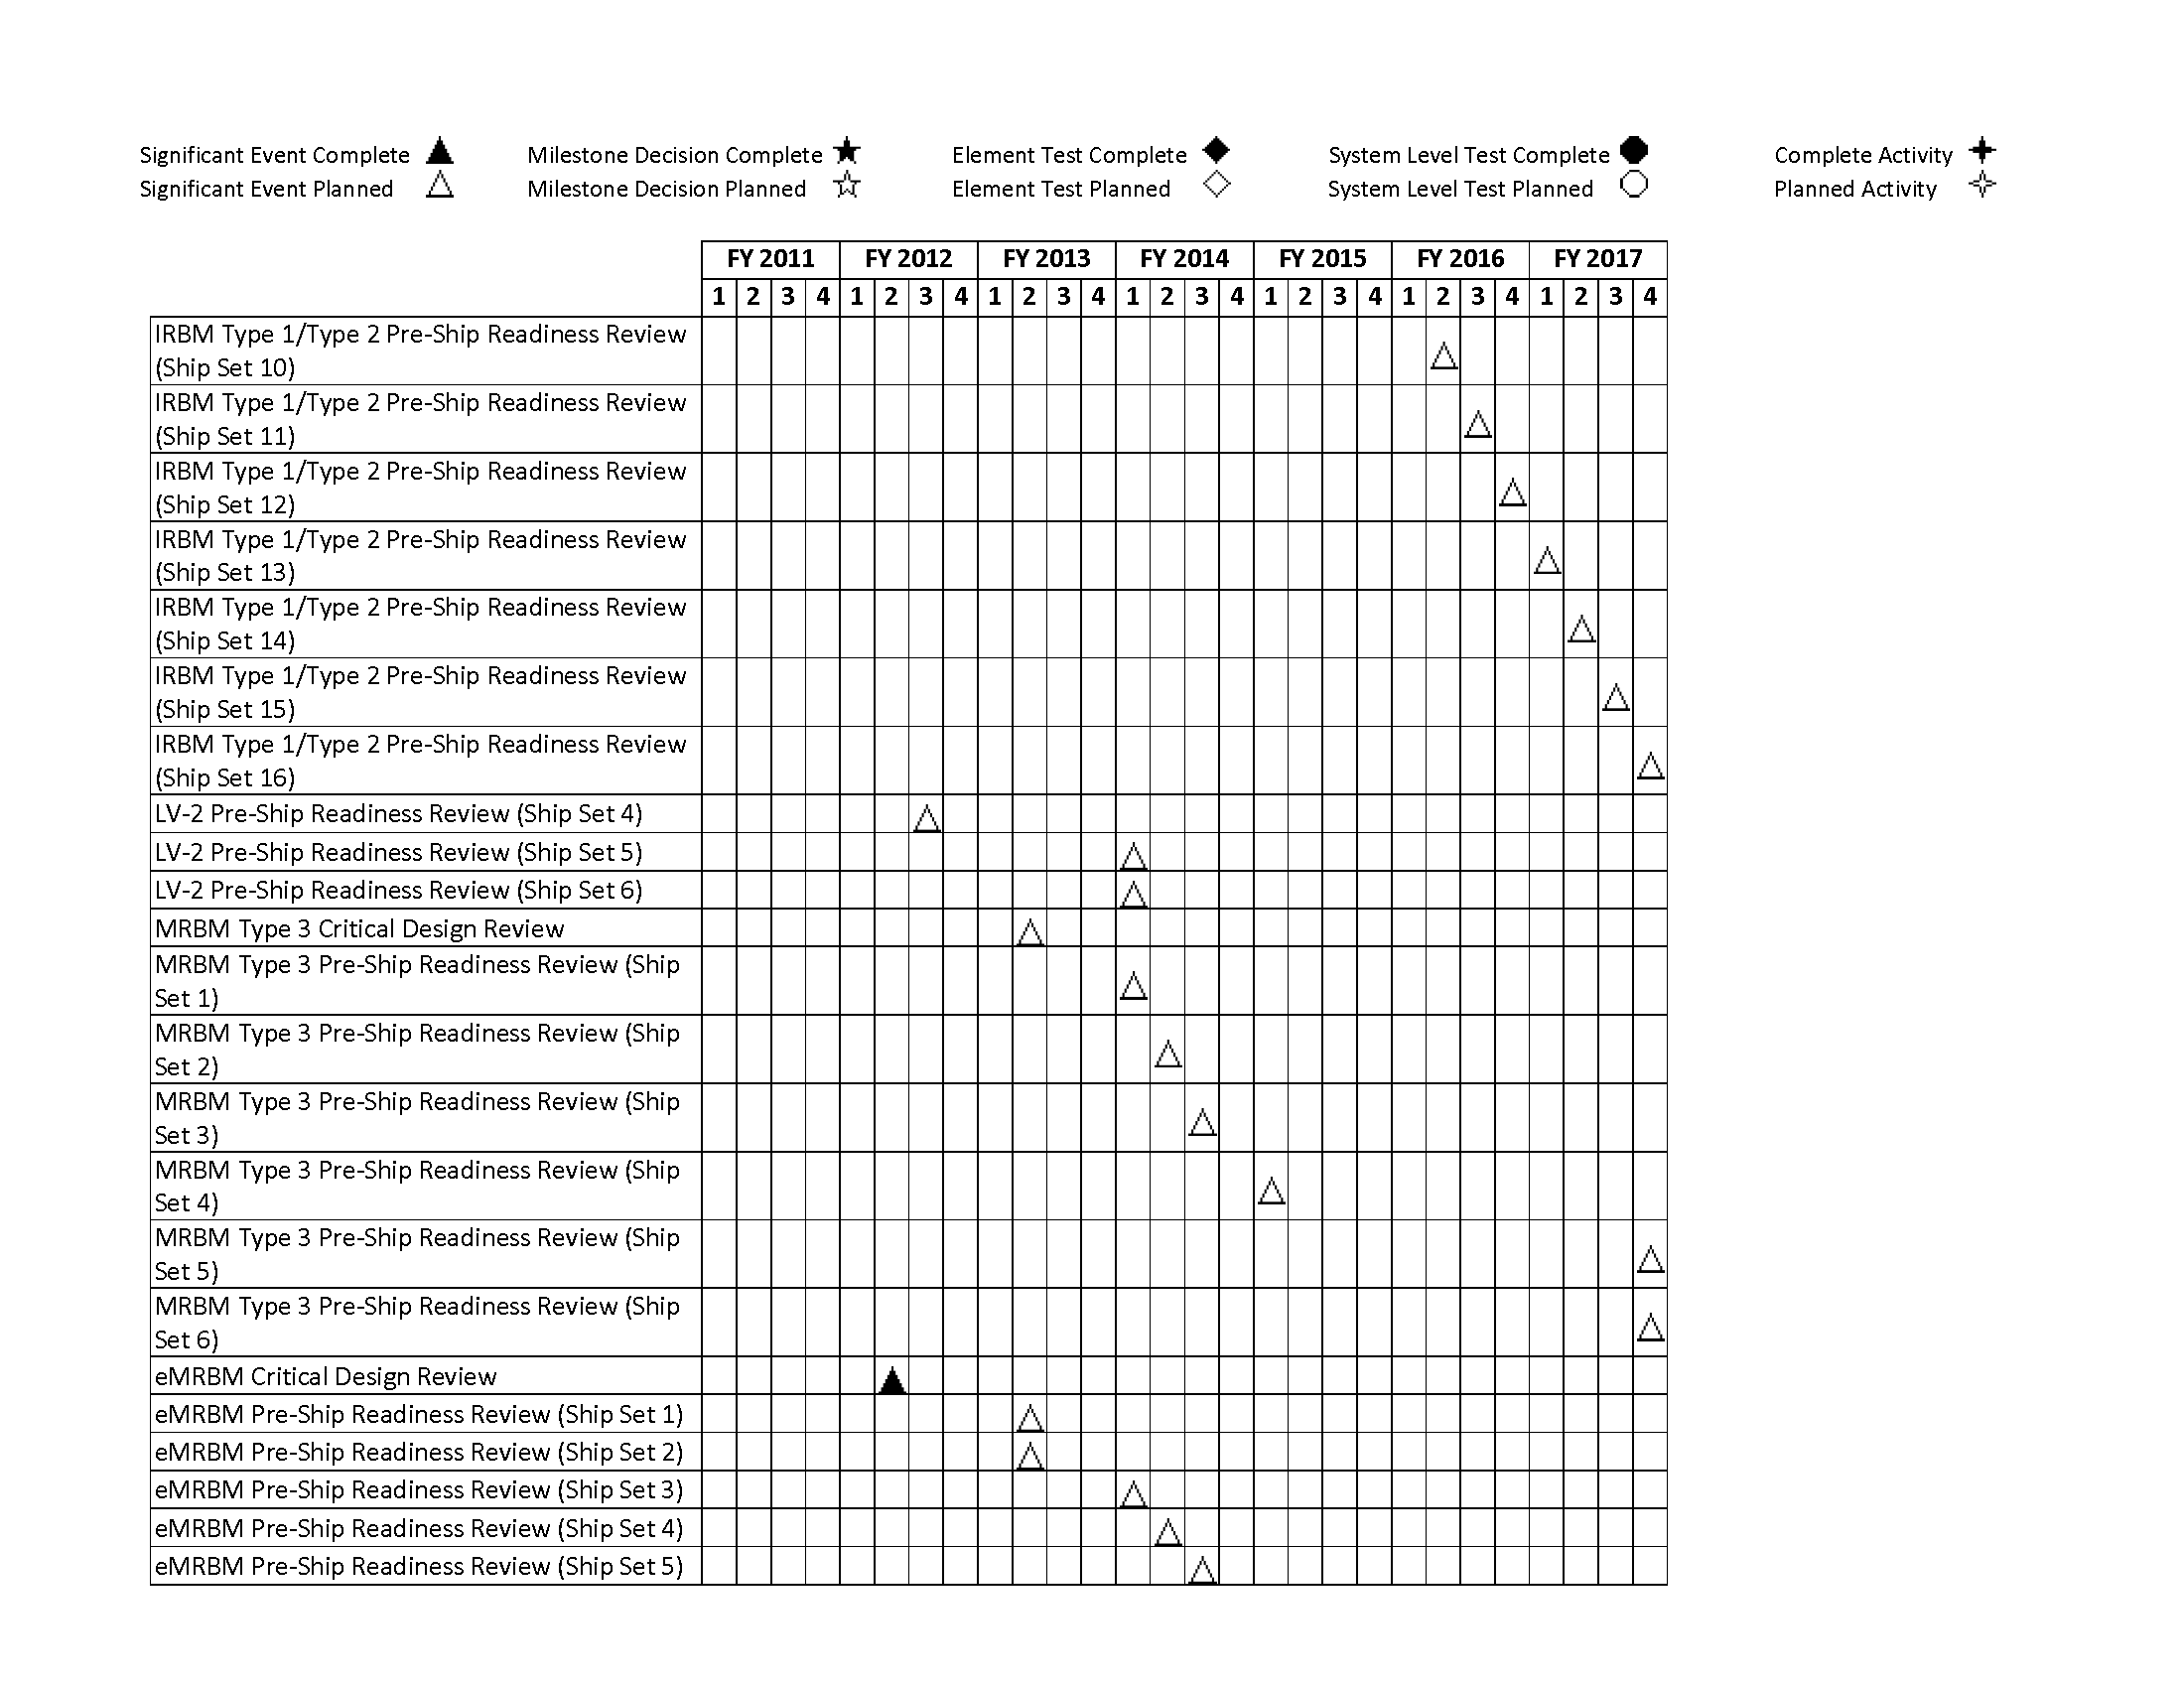 Significant Event Complete Milestone Decision Complete Element Test Complete System Level Test Complete Complete Activity
Significant Event Planned Milestone Decision Planned Element Test Planned System Level Test Planned Planned Activity
FY 2011 FY 2012 FY 2013 FY 2014 FY 2015 FY 2016 FY 2017
1 2 3 4 1 2 3 4 1 2 3 4 1 2 3 4 1 2 3 4 1 2 3 4 1 2 3 4
IRBM Type 1/Type 2 Pre-Ship Readiness Review
(Ship Set 10)
IRBM Type 1/Type 2 Pre-Ship Readiness Review
(Ship Set 11)
IRBM Type 1/Type 2 Pre-Ship Readiness Review
(Ship Set 12)
IRBM Type 1/Type 2 Pre-Ship Readiness Review
(Ship Set 13)
IRBM Type 1/Type 2 Pre-Ship Readiness Review
(Ship Set 14)
IRBM Type 1/Type 2 Pre-Ship Readiness Review
(Ship Set 15)
IRBM Type 1/Type 2 Pre-Ship Readiness Review
(Ship Set 16)
LV-2 Pre-Ship Readiness Review (Ship Set 4)
LV-2 Pre-Ship Readiness Review (Ship Set 5)
LV-2 Pre-Ship Readiness Review (Ship Set 6)
MRBM Type 3 Critical Design Review
MRBM Type 3 Pre-Ship Readiness Review (Ship
Set 1)
MRBM Type 3 Pre-Ship Readiness Review (Ship
Set 2)
MRBM Type 3 Pre-Ship Readiness Review (Ship
Set 3)
MRBM Type 3 Pre-Ship Readiness Review (Ship
Set 4)
MRBM Type 3 Pre-Ship Readiness Review (Ship
Set 5)
MRBM Type 3 Pre-Ship Readiness Review (Ship
Set 6)
eMRBM Critical Design Review
eMRBM Pre-Ship Readiness Review (Ship Set 1)
eMRBM Pre-Ship Readiness Review (Ship Set 2)
eMRBM Pre-Ship Readiness Review (Ship Set 3)
eMRBM Pre-Ship Readiness Review (Ship Set 4)
eMRBM Pre-Ship Readiness Review (Ship Set 5)